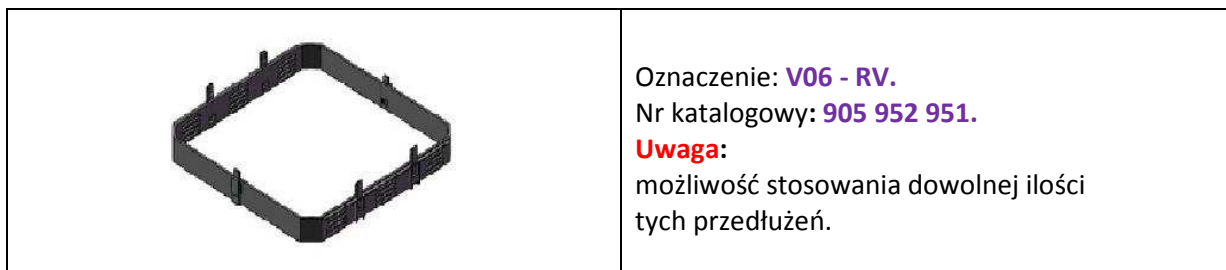 Oznaczenie: V06 - RV.
Nr katalogowy: 905 952 951.
Uwaga:
możliwość stosowania dowolnej ilości
tych przedłużeń.